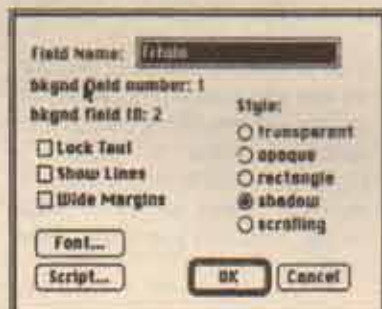 Field Name: Titolo
bkgnd field number: 1
bkgnd field ID: 2
Style:
transparent
opaque
rectangle
shadow
scrolling
Lock Text
Show Lines
Wide Margins
Font...
Script...
OK
Cancel